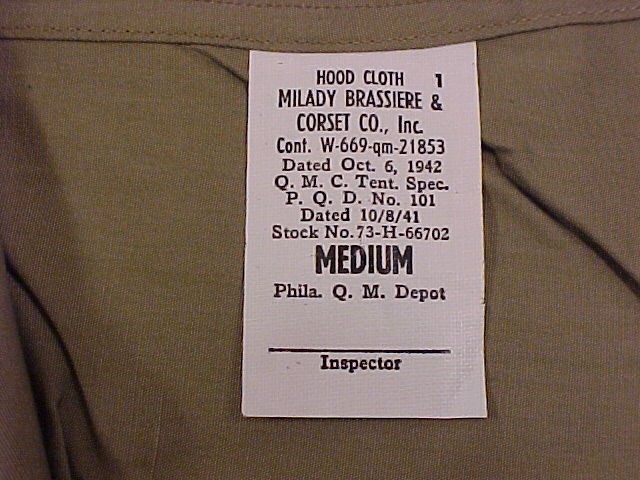 HOOD CLOTH 1
MILADY BRASSIERE &
CORSET CO., Inc.
Cont. W-669-qm-21853
Dated Oct. 6, 1942
Q. M. C. Tent. Spec.
P. Q. D. No. 101
Dated 10/8/41
Stock No. 73-H-66702
MEDIUM
Phila. Q. M. Depot
Inspector